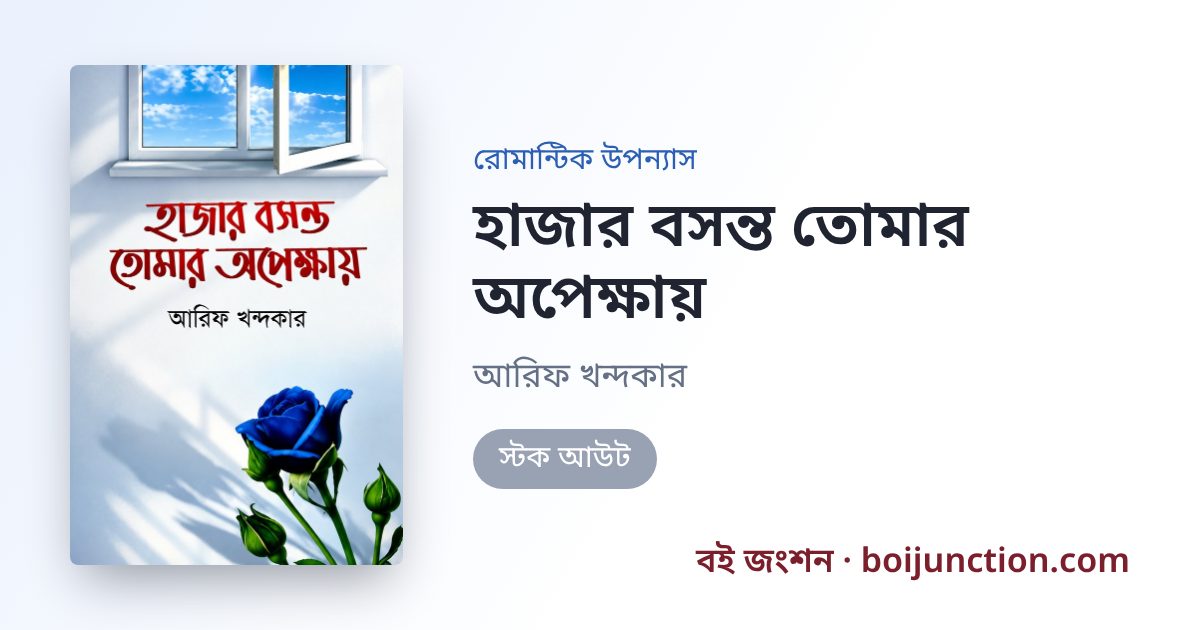 হাজার বসন্ত
তোমার অপেক্ষায়
আরিফ খন্দকার
রোমান্টিক উপন্যাস
হাজার বসন্ত তোমার
অপেক্ষায়
আরিফ খন্দকার
স্টক আউট
বই জংশন · boijunction.com